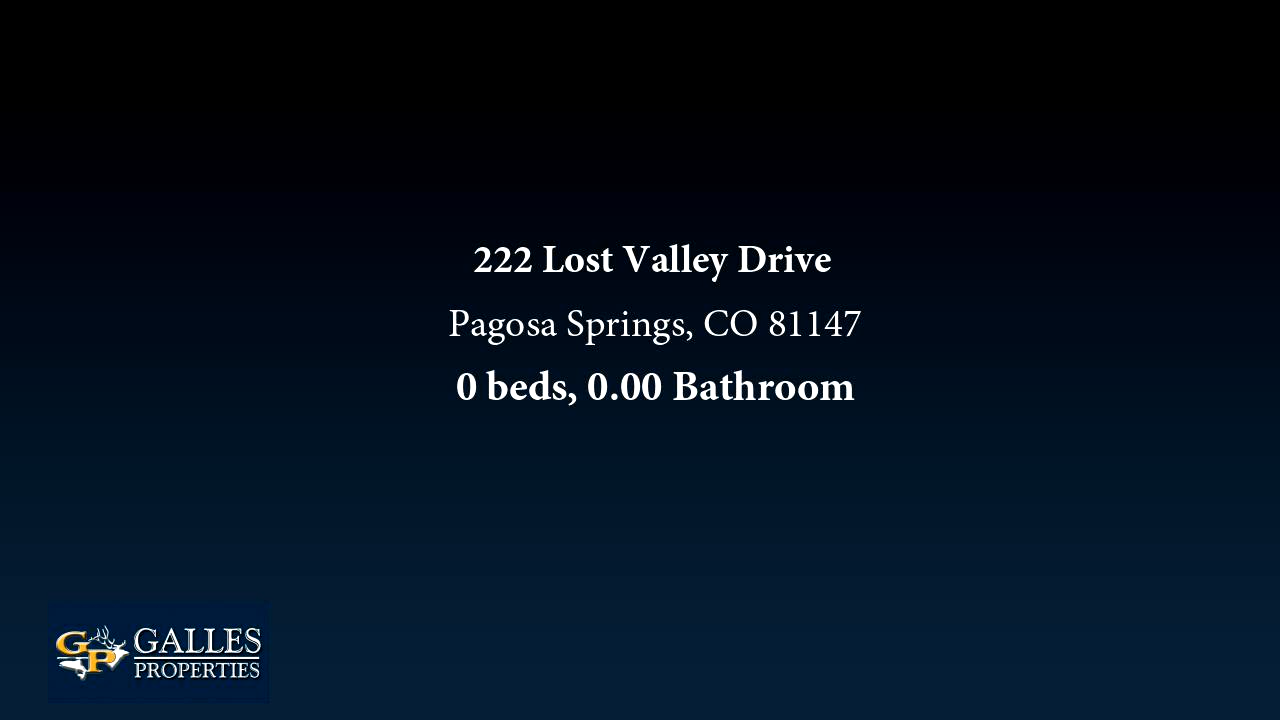 222 Lost Valley Drive
Pagosa Springs, CO 81147
0 beds, 0.00 Bathroom
GP GALLES
PROPERTIES